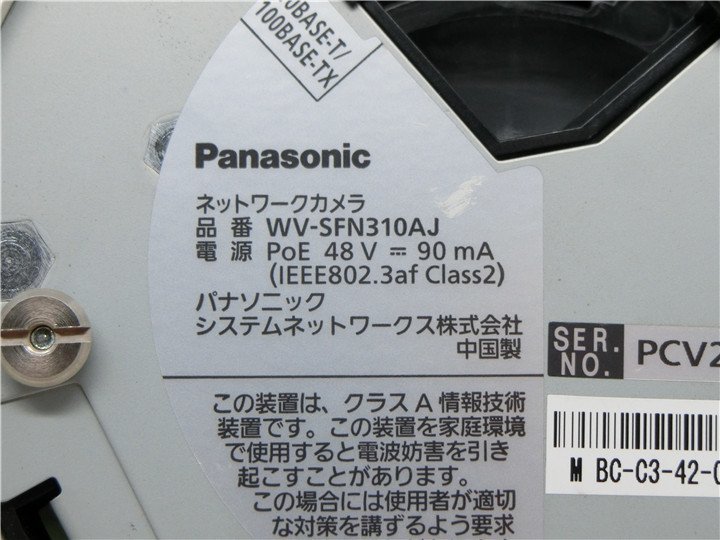 100BASE-TX
Panasonic
ネットワークカメラ
品 番 WV-SFN310AJ
電 源 PoE 48 V ⎓ 90 mA
(IEEE802.3af Class2)
パナソニック
システムネットワークス株式会社
中国製
SER.
NO.
PCV2
この装置は、クラス A 情報技術
装置です。この装置を家庭環境
で使用すると電波妨害を引き
起こすことがあります。
この場合には使用者が適切
な対策を講ずるよう要求
M BC-C3-42-